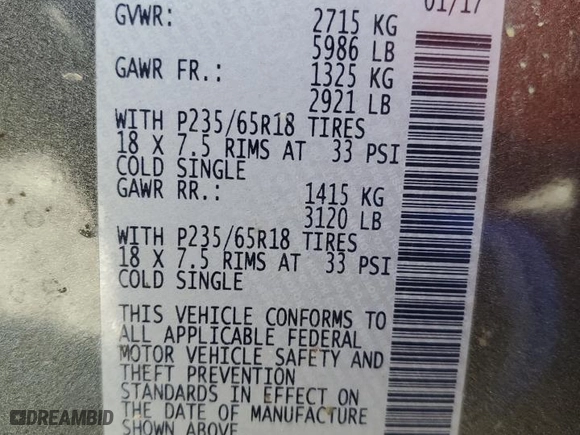 01/17
GVWR: 2715 KG
5986 LB
GAWR FR.: 1325 KG
2921 LB
WITH P235/65R18 TIRES
18 X 7.5 RIMS AT 33 PSI
COLD SINGLE
GAWR RR.: 1415 KG
3120 LB
WITH P235/65R18 TIRES
18 X 7.5 RIMS AT 33 PSI
COLD SINGLE
THIS VEHICLE CONFORMS TO
ALL APPLICABLE FEDERAL
MOTOR VEHICLE SAFETY AND
THEFT PREVENTION
STANDARDS IN EFFECT ON
THE DATE OF MANUFACTURE
SHOWN ABOVE
DREAMBID